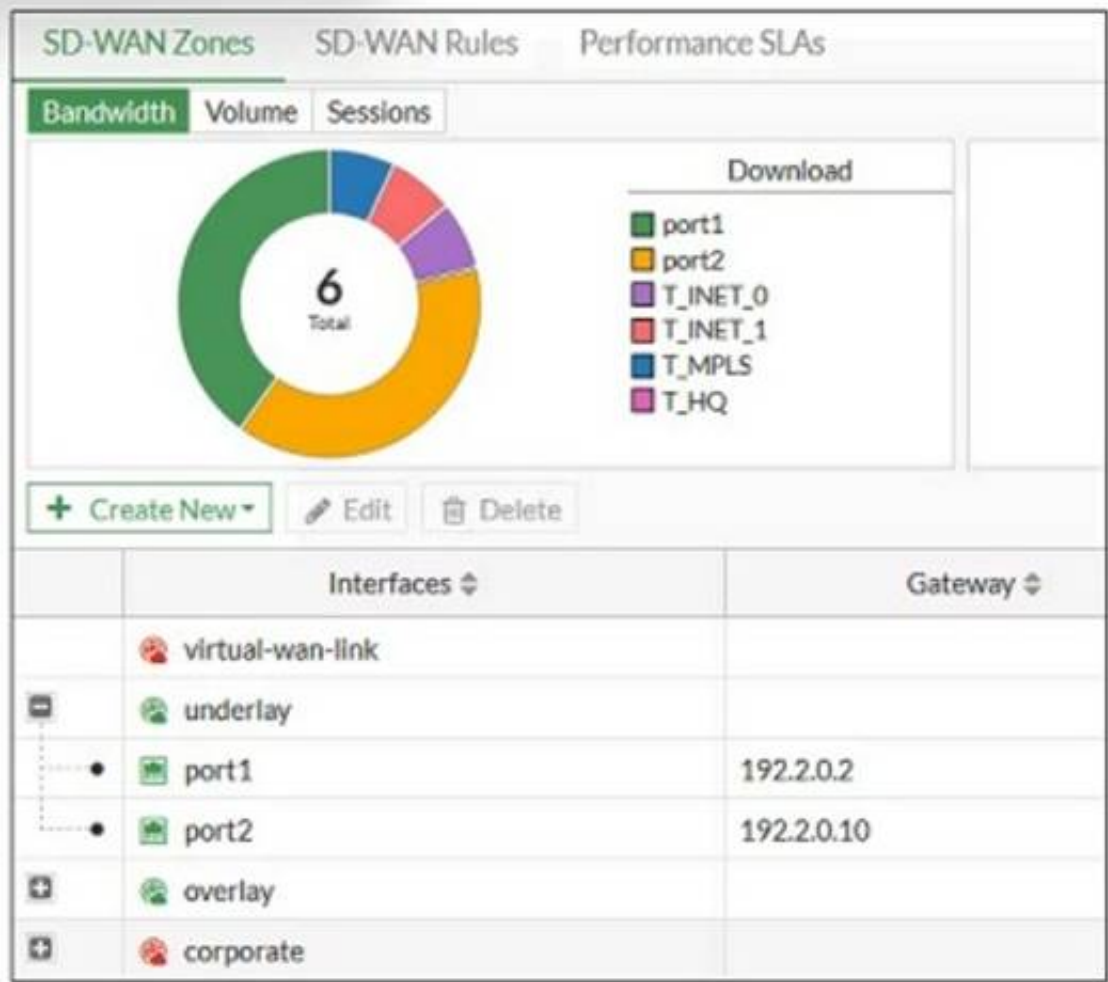 SD-WAN Zones SD-WAN Rules Performance SLAs
Bandwidth Volume Sessions
Download
port1
port2
T_INET_0
T_INET_1
T_MPLS
T_HQ
6
Total
+ Create New Edit Delete
Interfaces Gateway
virtual-wan-link
underlay
port1 192.2.0.2
port2 192.2.0.10
overlay
corporate